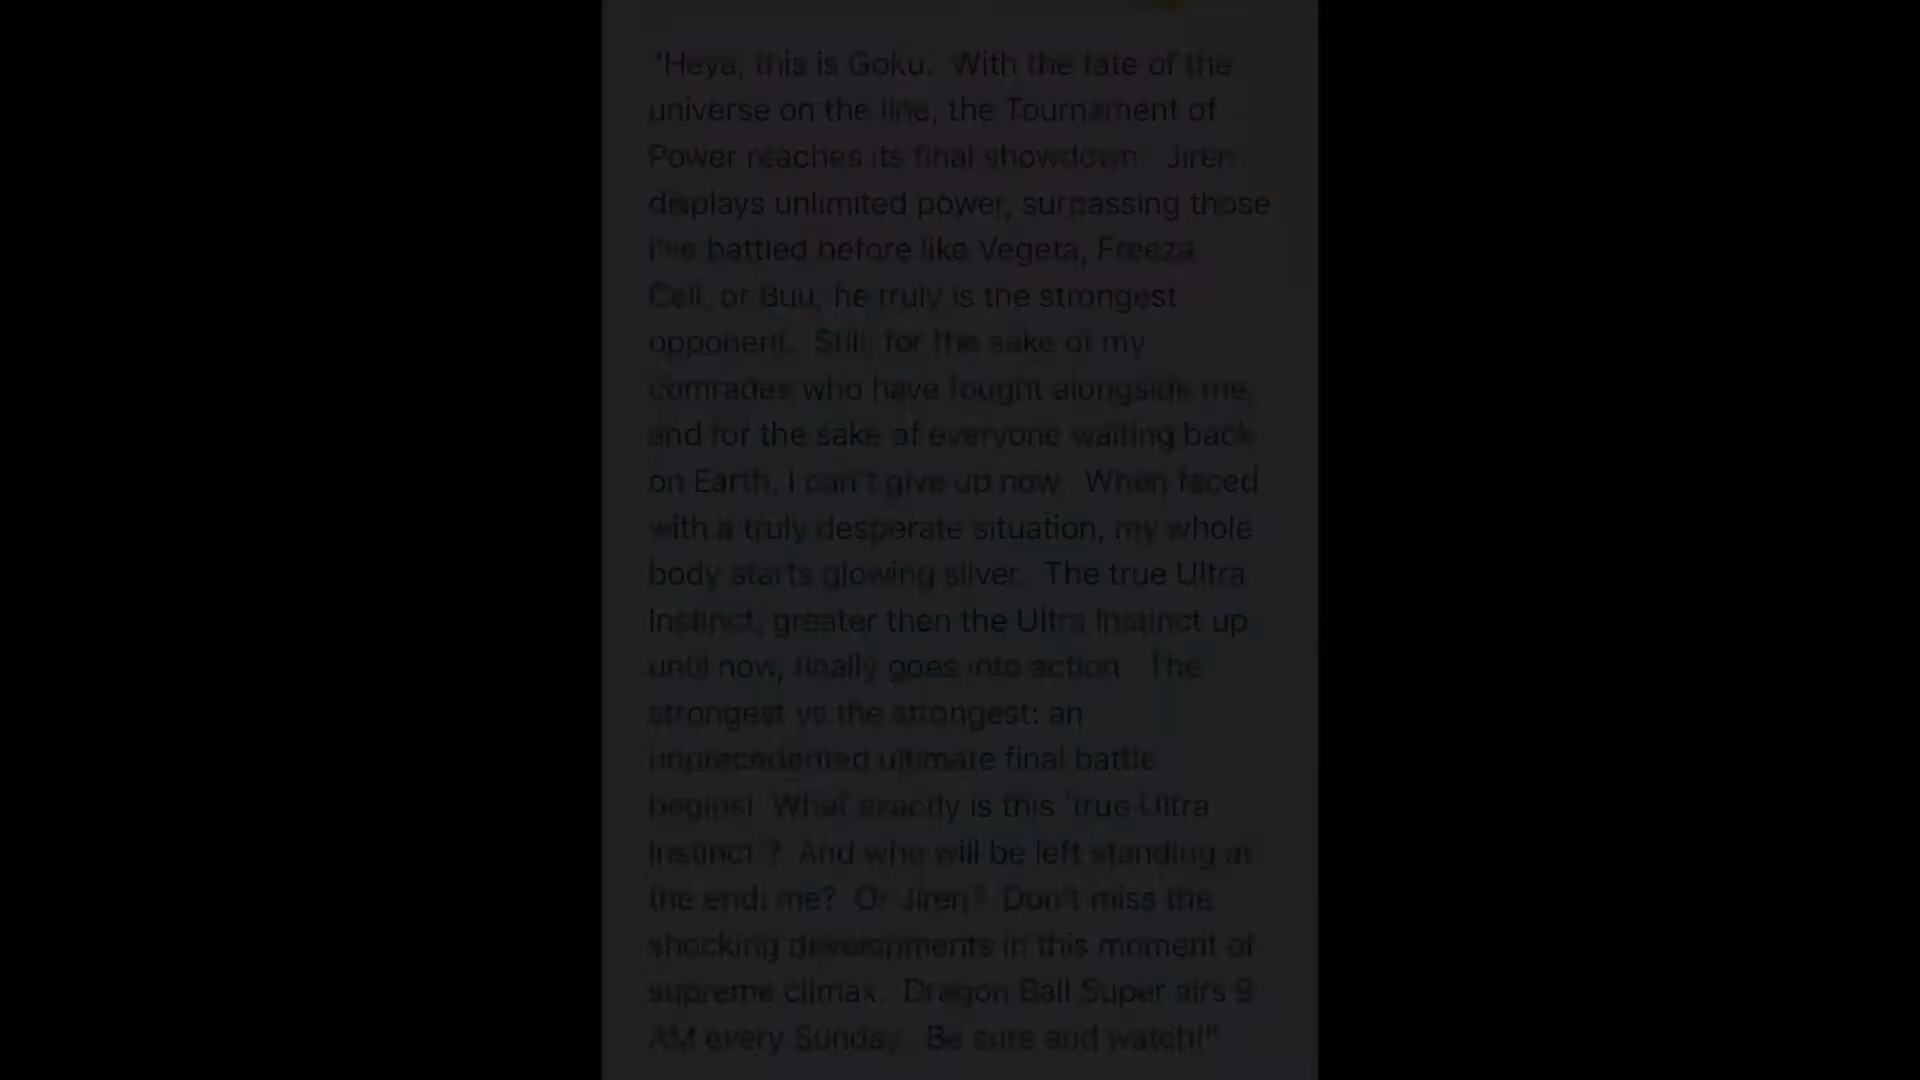 "Heya, this is Goku. With the fate of the
universe on the line, the Tournament of
Power reaches its final showdown. Jiren
displays unlimited power, surpassing those
I've battled before like Vegeta, Freeza,
Cell, or Buu, he truly is the strongest
opponent. Still, for the sake of my
comrades who have fought alongside me,
and for the sake of everyone waiting back
on Earth, I can't give up now. When faced
with a truly desperate situation, my whole
body starts glowing silver. The true Ultra
Instinct, greater then the Ultra Instinct up
until now, finally goes into action. The
strongest vs the strongest: an
unprecedented ultimate final battle
begins! What exactly is this 'true Ultra
Instinct'? And who will be left standing at
the end: me? Or Jiren? Don't miss the
shocking developments in this moment of
supreme climax. Dragon Ball Super airs 9
AM every Sunday. Be sure and watch!"